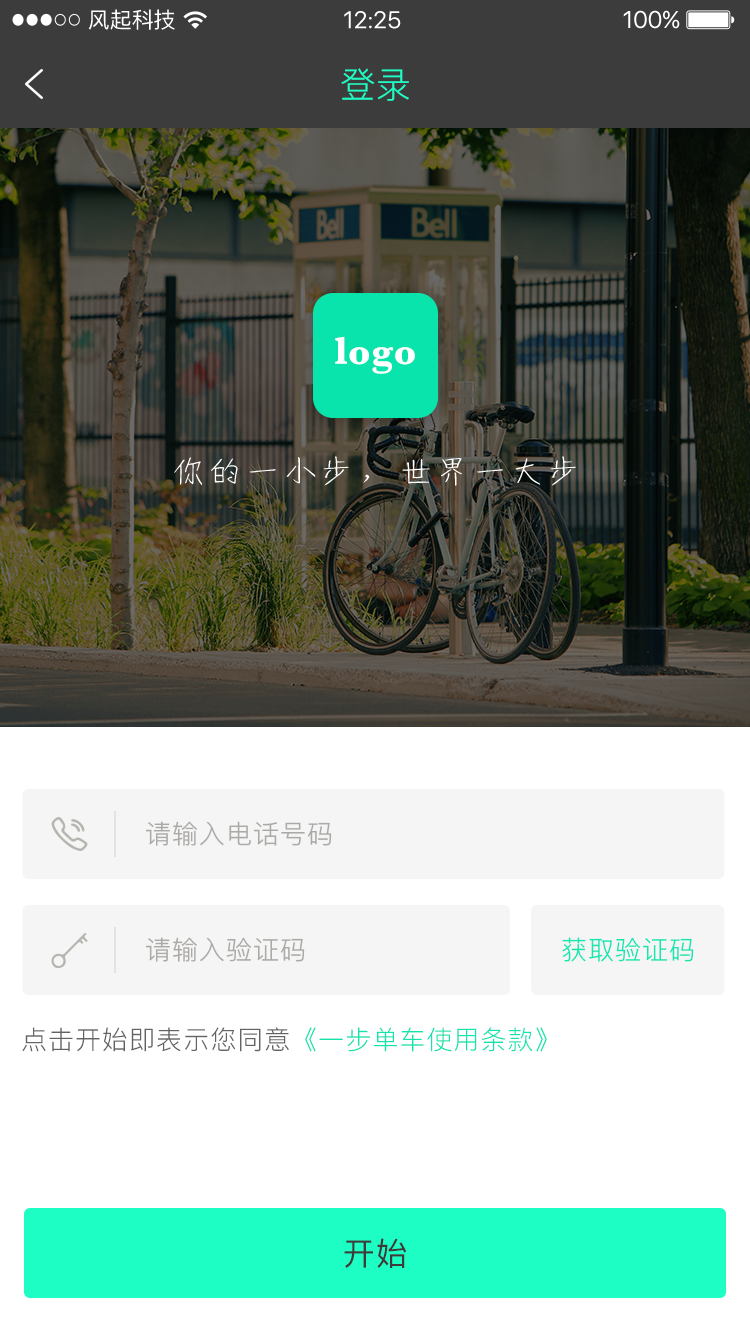 风起科技 12:25 100%
登录
Bell Bell
logo
你的一小步，世界一大步
请输入电话号码
请输入验证码 获取验证码
点击开始即表示您同意《一步单车使用条款》
开始